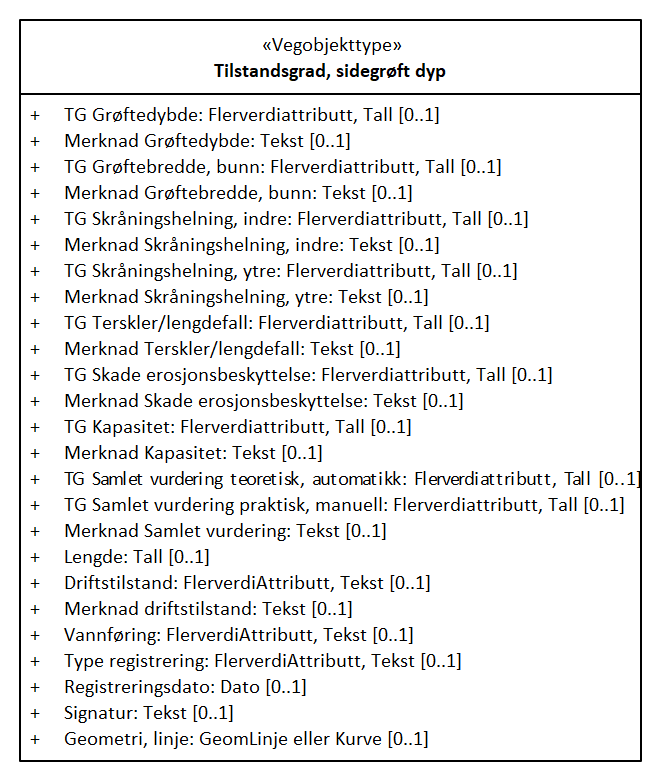 «Vegobjekttype»
Tilstandsgrad, sidegrøft dyp
+ TG Grøftedybde: Flerverdiattributt, Tall [0..1]
+ Merknad Grøftedybde: Tekst [0..1]
+ TG Grøftebredde, bunn: Flerverdiattributt, Tall [0..1]
+ Merknad Grøftebredde, bunn: Tekst [0..1]
+ TG Skråningshelning, indre: Flerverdiattributt, Tall [0..1]
+ Merknad Skråningshelning, indre: Tekst [0..1]
+ TG Skråningshelning, ytre: Flerverdiattributt, Tall [0..1]
+ Merknad Skråningshelning, ytre: Tekst [0..1]
+ TG Terskler/lengdefall: Flerverdiattributt, Tall [0..1]
+ Merknad Terskler/lengdefall: Tekst [0..1]
+ TG Skade erosjonsbeskyttelse: Flerverdiattributt, Tall [0..1]
+ Merknad Skade erosjonsbeskyttelse: Tekst [0..1]
+ TG Kapasitet: Flerverdiattributt, Tall [0..1]
+ Merknad Kapasitet: Tekst [0..1]
+ TG Samlet vurdering teoretisk, automatikk: Flerverdiattributt, Tall [0..1]
+ TG Samlet vurdering praktisk, manuell: Flerverdiattributt, Tall [0..1]
+ Merknad Samlet vurdering: Tekst [0..1]
+ Lengde: Tall [0..1]
+ Driftstilstand: FlerverdiAttributt, Tekst [0..1]
+ Merknad driftstilstand: Tekst [0..1]
+ Vannføring: FlerverdiAttributt, Tekst [0..1]
+ Type registrering: FlerverdiAttributt, Tekst [0..1]
+ Registreringsdato: Dato [0..1]
+ Signatur: Tekst [0..1]
+ Geometri, linje: GeomLinje eller Kurve [0..1]